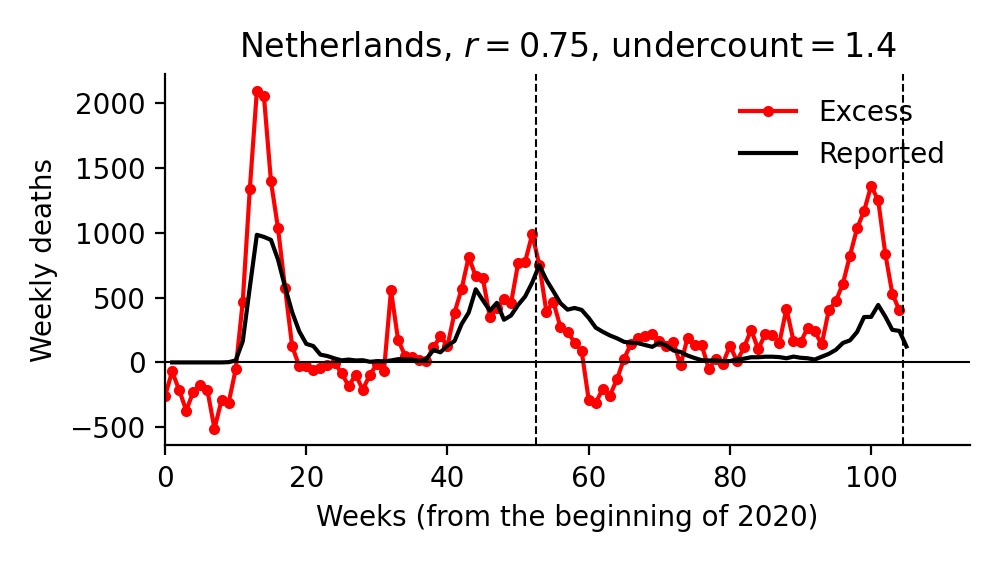 Netherlands, r = 0.75, undercount = 1.4
2000
1500
1000
500
0
−500
Weekly deaths
Excess
Reported
0 20 40 60 80 100
Weeks (from the beginning of 2020)